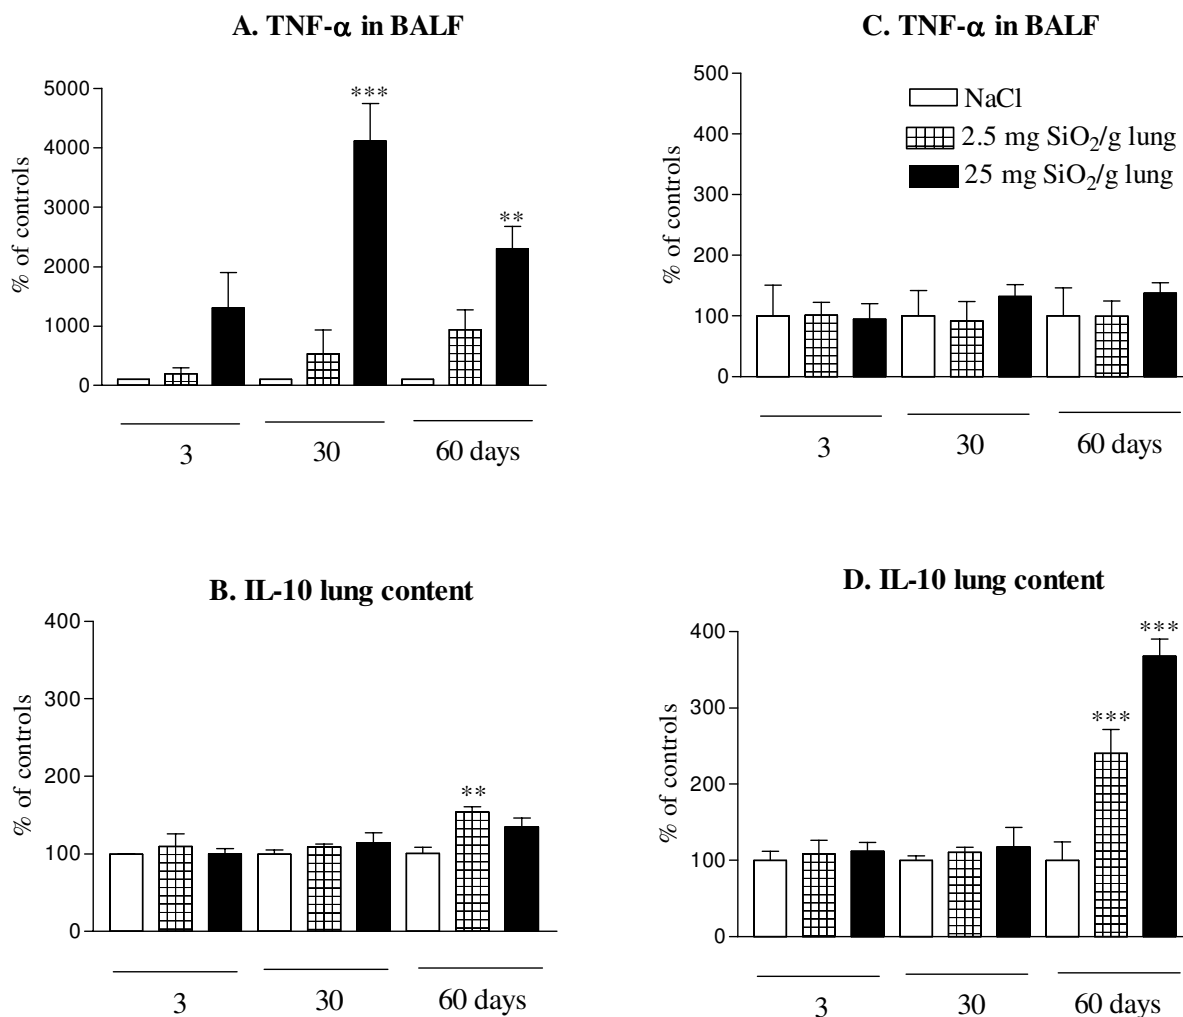 A. TNF-α in BALF
% of controls
5000
4000
3000
2000
1000
0
***
**
3
30
60 days
C. TNF-α in BALF
% of controls
500
400
300
200
100
0
NaCl
2.5 mg SiO₂/g lung
25 mg SiO₂/g lung
3
30
60 days
B. IL-10 lung content
% of controls
400
300
200
100
0
**
3
30
60 days
D. IL-10 lung content
% of controls
400
300
200
100
0
***
***
3
30
60 days